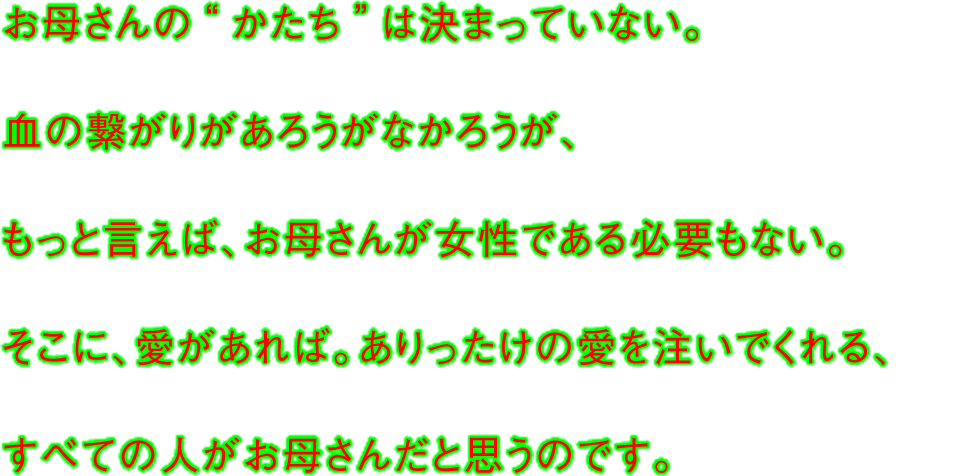 お母さんの“かたち”は決まっていない。
血の繋がりがあろうがなかろうが、
もっと言えば、お母さんが女性である必要もない。
そこに、愛があれば。ありったけの愛を注いでくれる、
すべての人がお母さんだと思うのです。